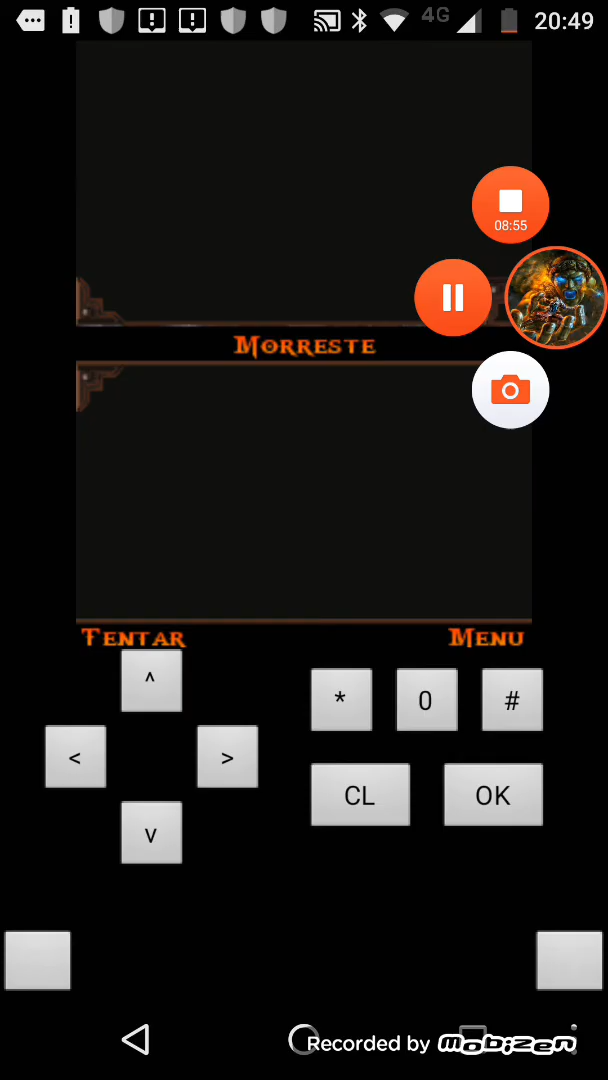 4G 20:49
08:55
MORRESTE
TENTAR MENU
^
* 0 #
< >
CL OK
v
Recorded by mobizen